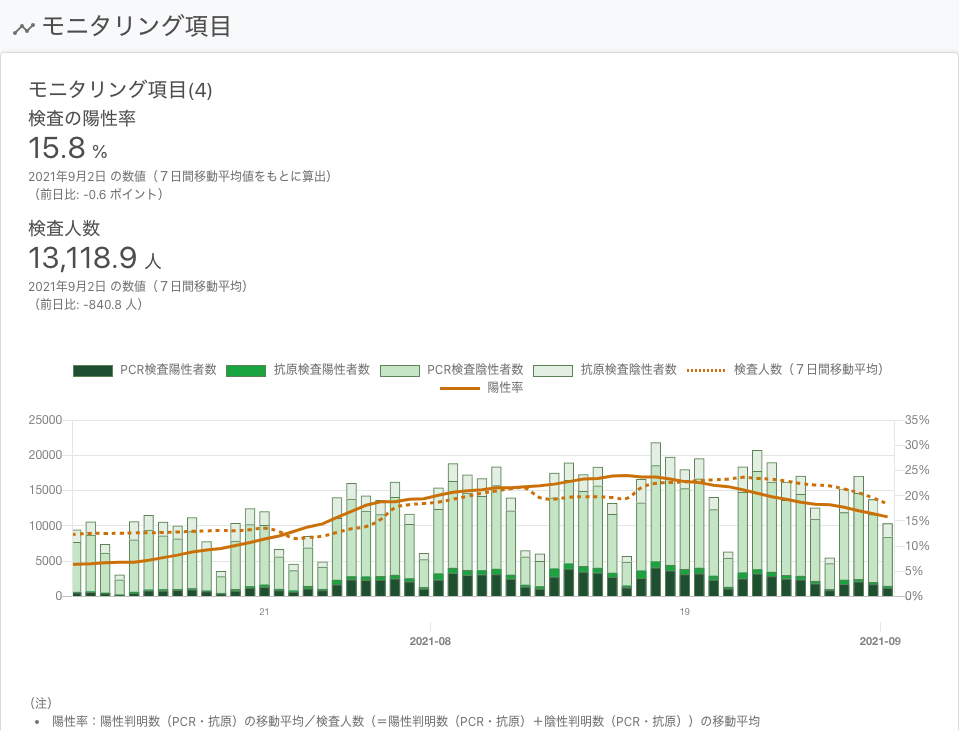 モニタリング項目
モニタリング項目(4)
検査の陽性率
15.8 %
2021年9月2日 の数値（７日間移動平均値をもとに算出）
（前日比: -0.6 ポイント）
検査人数
13,118.9 人
2021年9月2日 の数値（７日間移動平均）
（前日比: -840.8 人）
PCR検査陽性者数 抗原検査陽性者数 PCR検査陰性者数 抗原検査陰性者数 検査人数（７日間移動平均）
陽性率
25000 35%
30%
20000
25%
15000
20%
10000 15%
10%
5000
5%
0 0%
21 19
2021-08 2021-09
（注）
• 陽性率：陽性判明数（PCR・抗原）の移動平均／検査人数（＝陽性判明数（PCR・抗原）＋陰性判明数（PCR・抗原））の移動平均